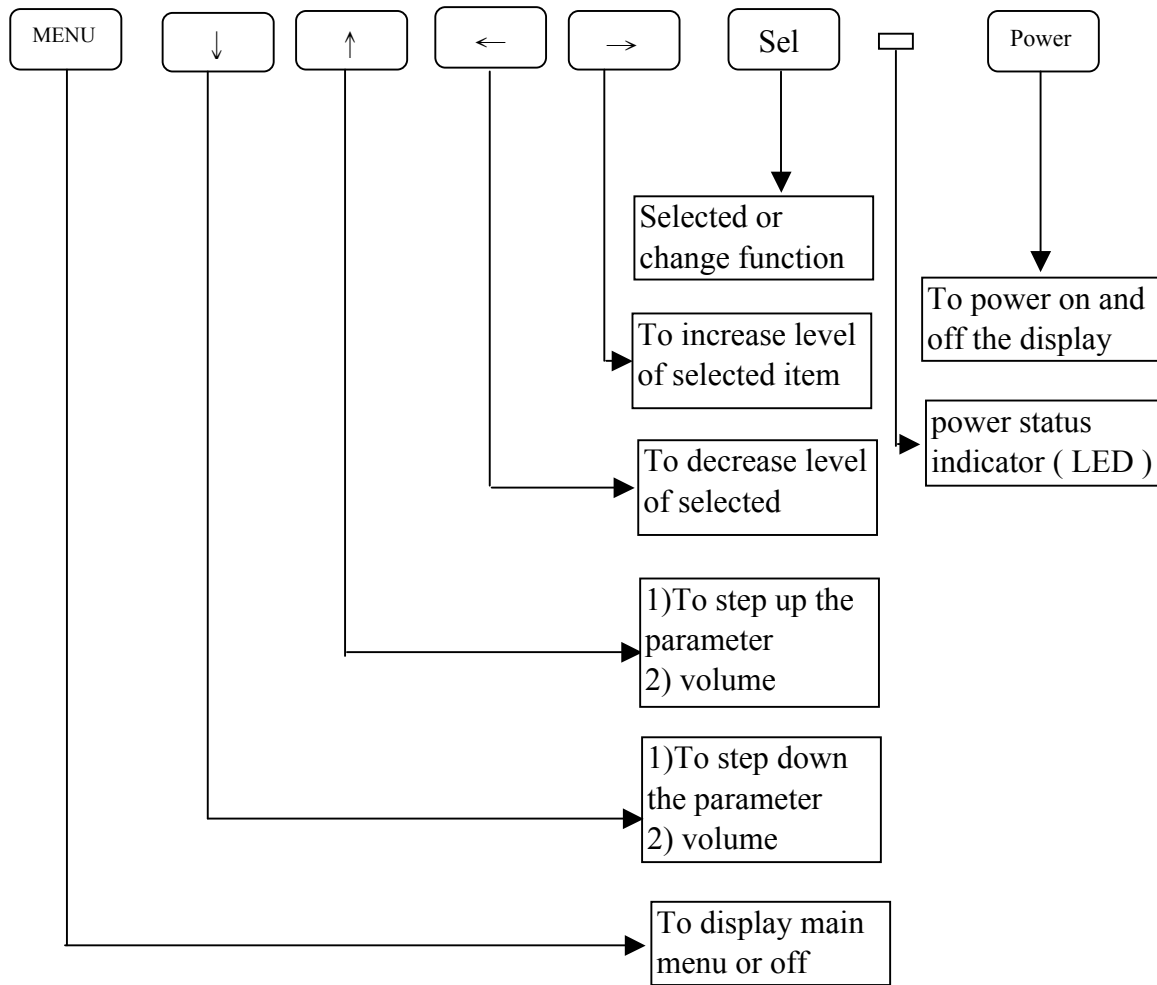 MENU
↓
↑
←
→
Sel
Power
Selected or
change function
To power on and
off the display
To increase level
of selected item
power status
indicator ( LED )
To decrease level
of selected
1)To step up the
parameter
2) volume
1)To step down
the parameter
2) volume
To display main
menu or off